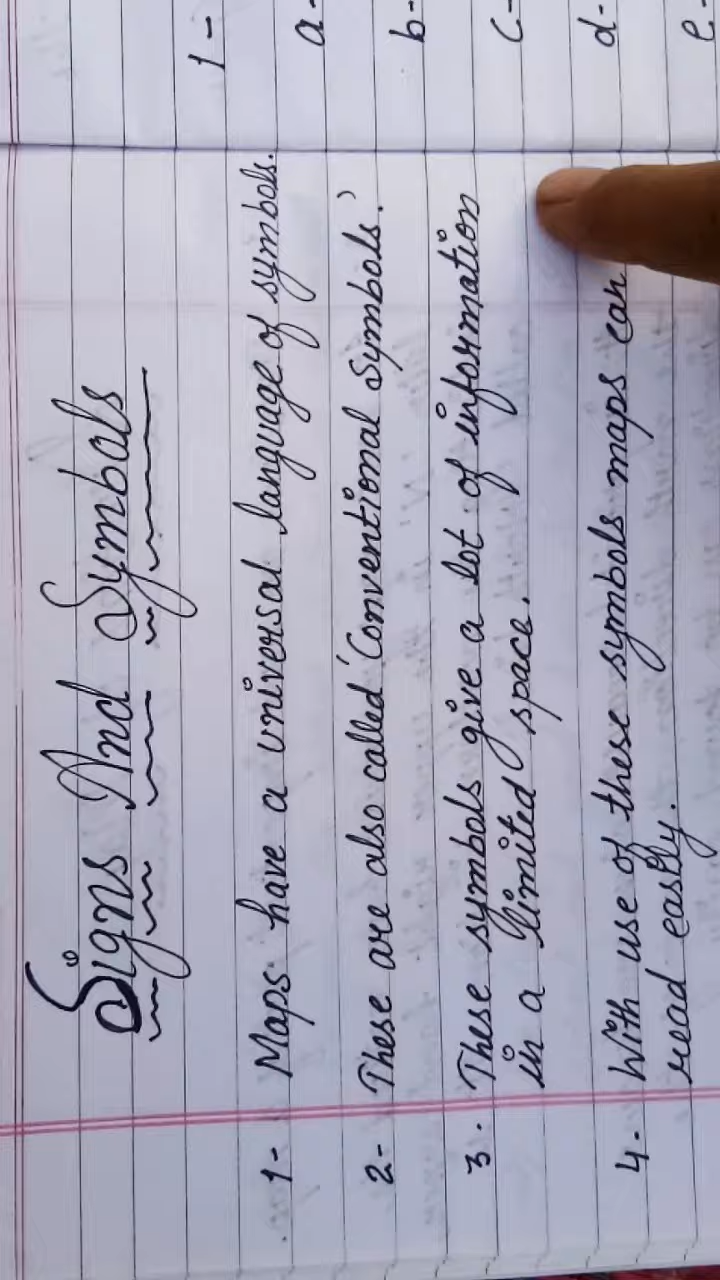 Signs And Symbols
1- Maps have a universal language of symbols.
2- These are also called 'Conventional Symbols.'
3. These symbols give a lot of information
in a limited space.
4. With use of these symbols maps can
read easily.
1-
a-
b-
c-
d-
e-